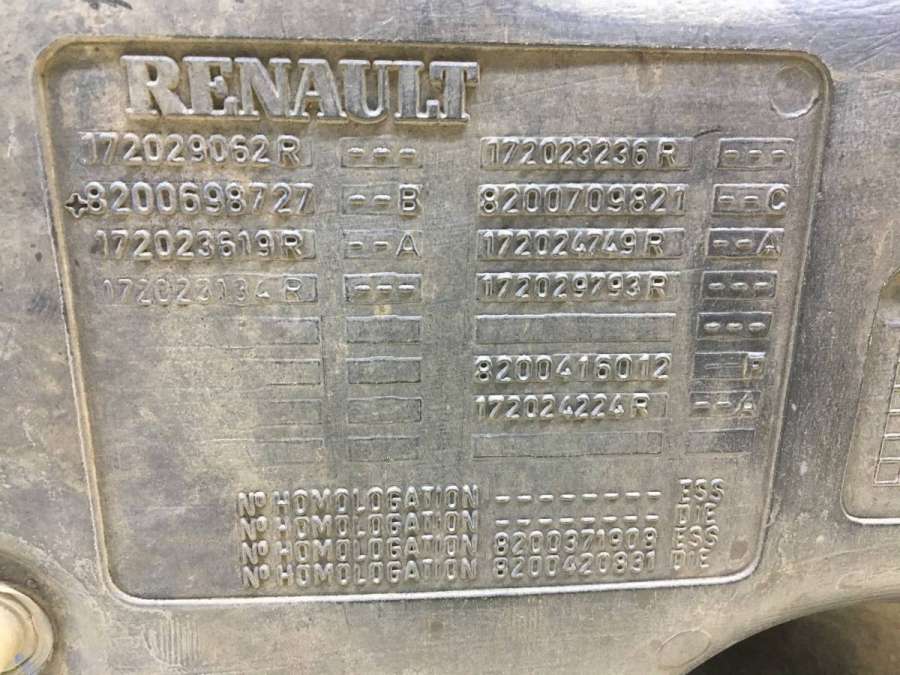 RENAULT
172029062R --- 172023236R ---
8200698727 --B 8200709821 --C
172023619R --A 172024749R --A
172023134R --- 172029793R ---
---
8200416012 F
172024224R --A
NO HOMOLOGATION -------- ESS
NO HOMOLOGATION -------- DIE
NO HOMOLOGATION 8200371908 ESS
NO HOMOLOGATION 8200420831 DIE